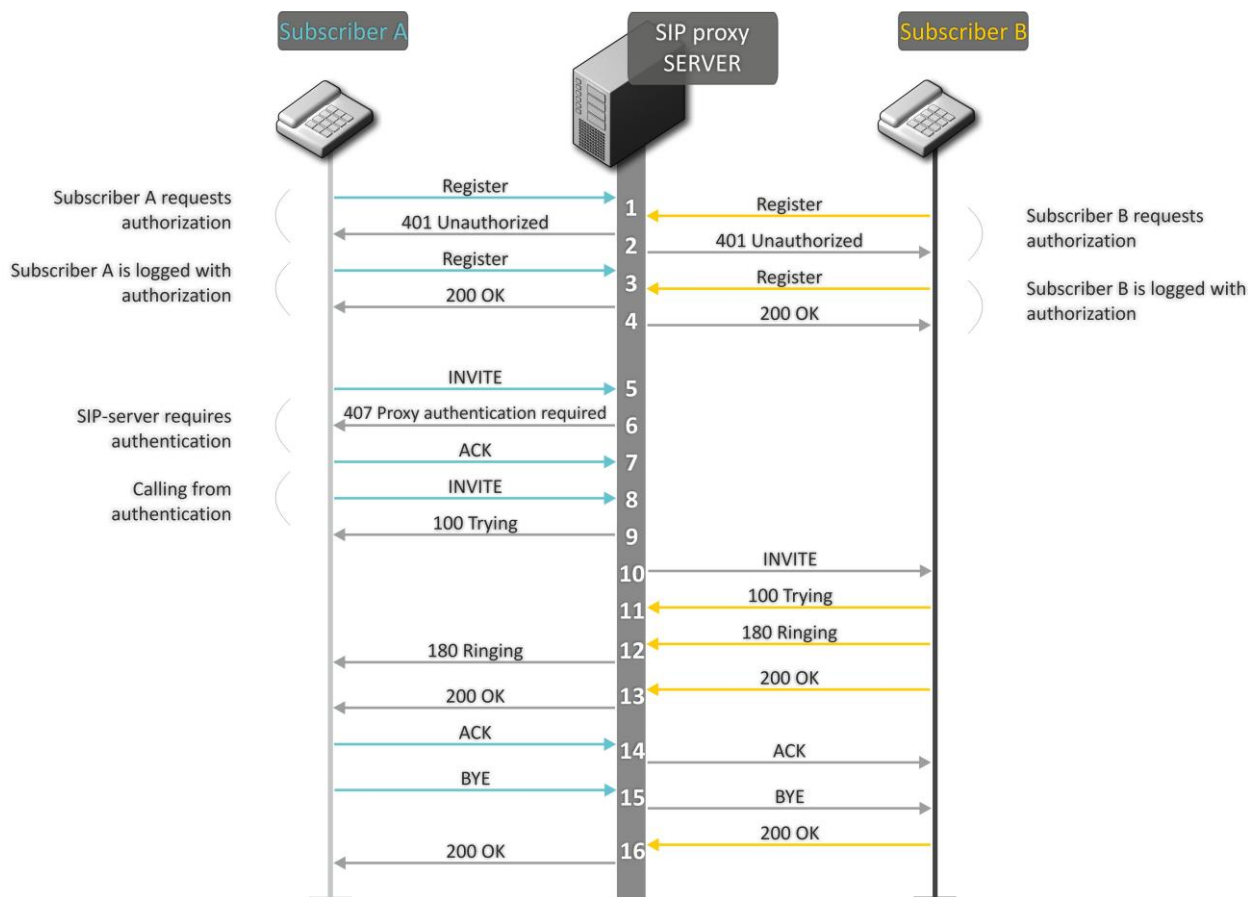 Subscriber A
SIP proxy
SERVER
Subscriber B
Register
Subscriber A requests
authorization
1
Register
Subscriber B requests
authorization
401 Unauthorized
2
401 Unauthorized
Register
Subscriber A is logged with
authorization
3
Register
Subscriber B is logged with
authorization
200 OK
4
200 OK
INVITE
5
407 Proxy authentication required
6
SIP-server requires
authentication
ACK
7
Calling from
authentication
INVITE
8
100 Trying
9
10
INVITE
11
100 Trying
12
180 Ringing
180 Ringing
13
200 OK
200 OK
ACK
14
ACK
BYE
15
BYE
16
200 OK
200 OK